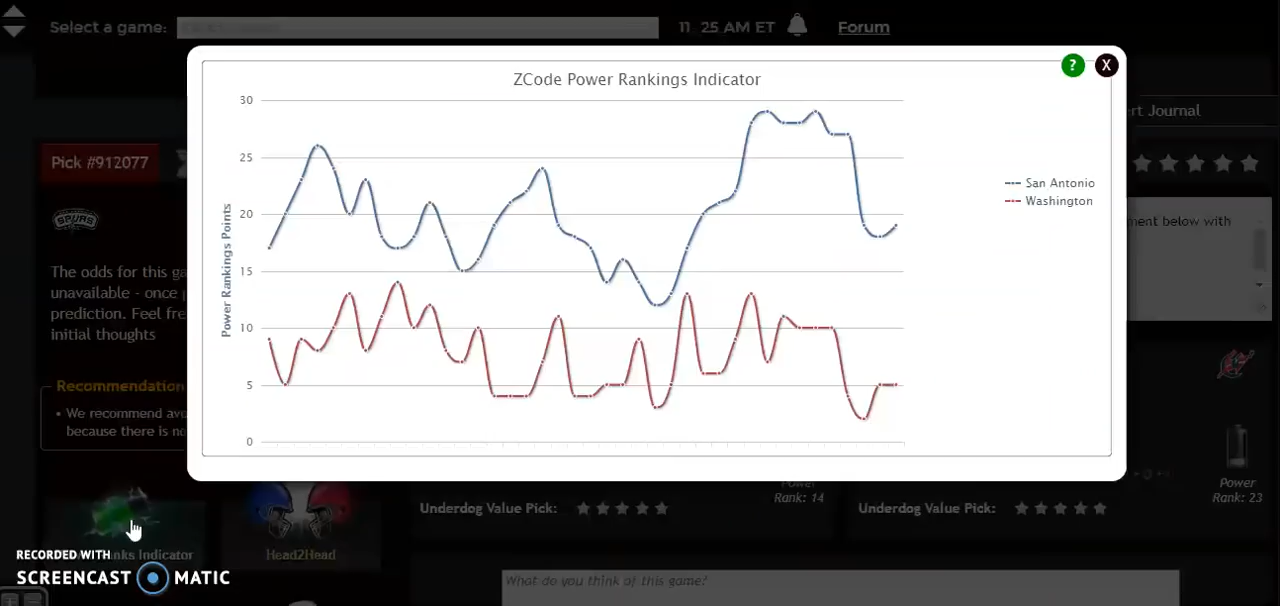 Select a game:
11 25 AM ET
Forum
?
X
ZCode Power Rankings Indicator
30
25
20
15
10
5
0
Power Rankings Points
San Antonio
Washington
rt Journal
Pick #912077
SPURS
ment below with
The odds for this ga
unavailable - once
prediction. Feel fre
initial thoughts
Recommendation
• We recommend avo
because there is no
Power
Rank: 14
Power
Rank: 23
Underdog Value Pick:
Underdog Value Pick:
nks Indicator
Head2Head
RECORDED WITH
SCREENCAST MATIC
What do you think of this game?